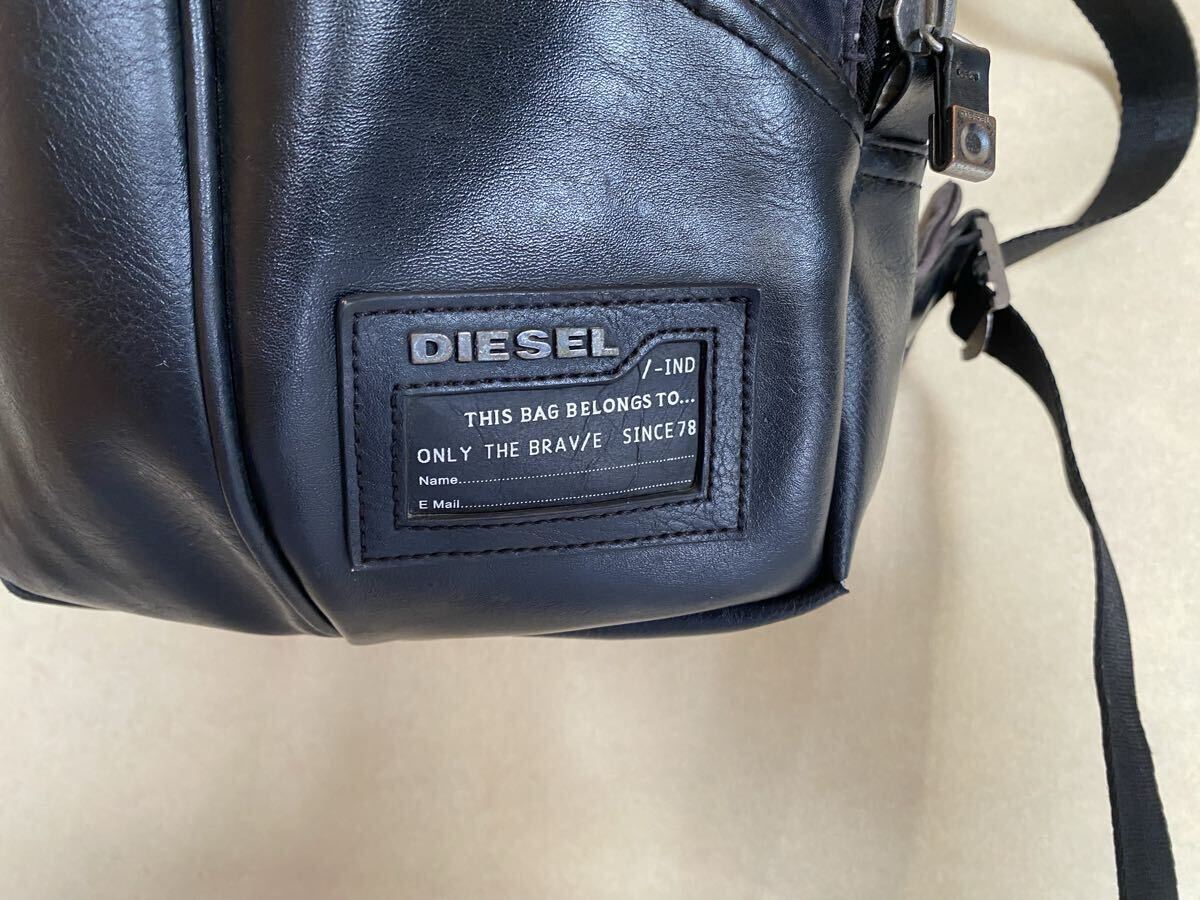 DIESEL
/-IND
THIS BAG BELONGS TO...
ONLY THE BRAV/E SINCE 78
Name
E Mail